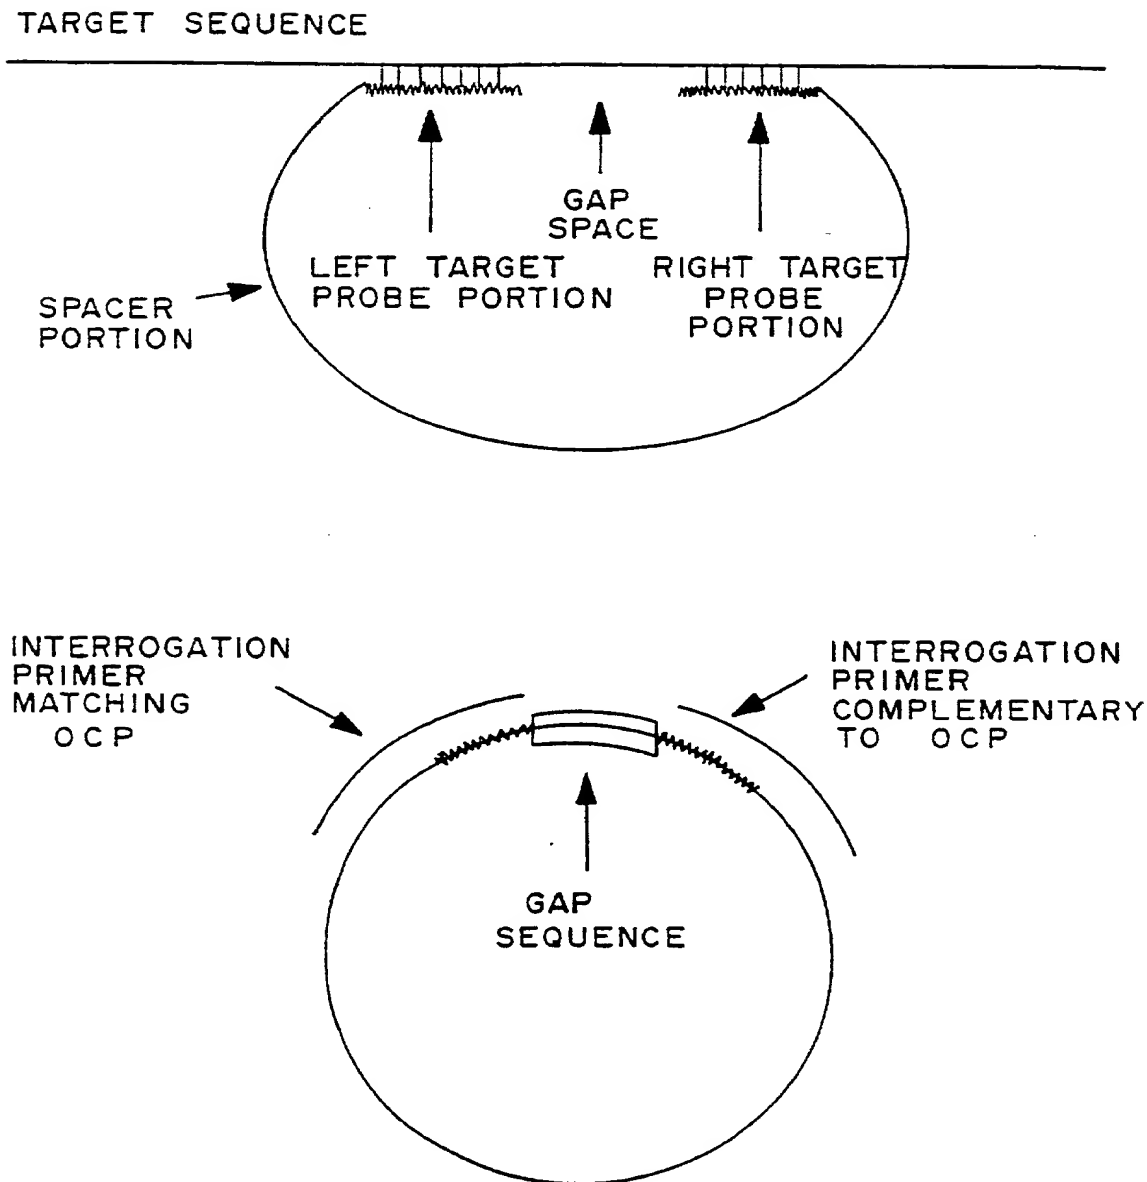 TARGET SEQUENCE
GAP
SPACE
LEFT TARGET
PROBE PORTION
RIGHT TARGET
PROBE
PORTION
SPACER
PORTION
INTERROGATION
PRIMER
MATCHING
OCP
INTERROGATION
PRIMER
COMPLEMENTARY
TO OCP
GAP
SEQUENCE